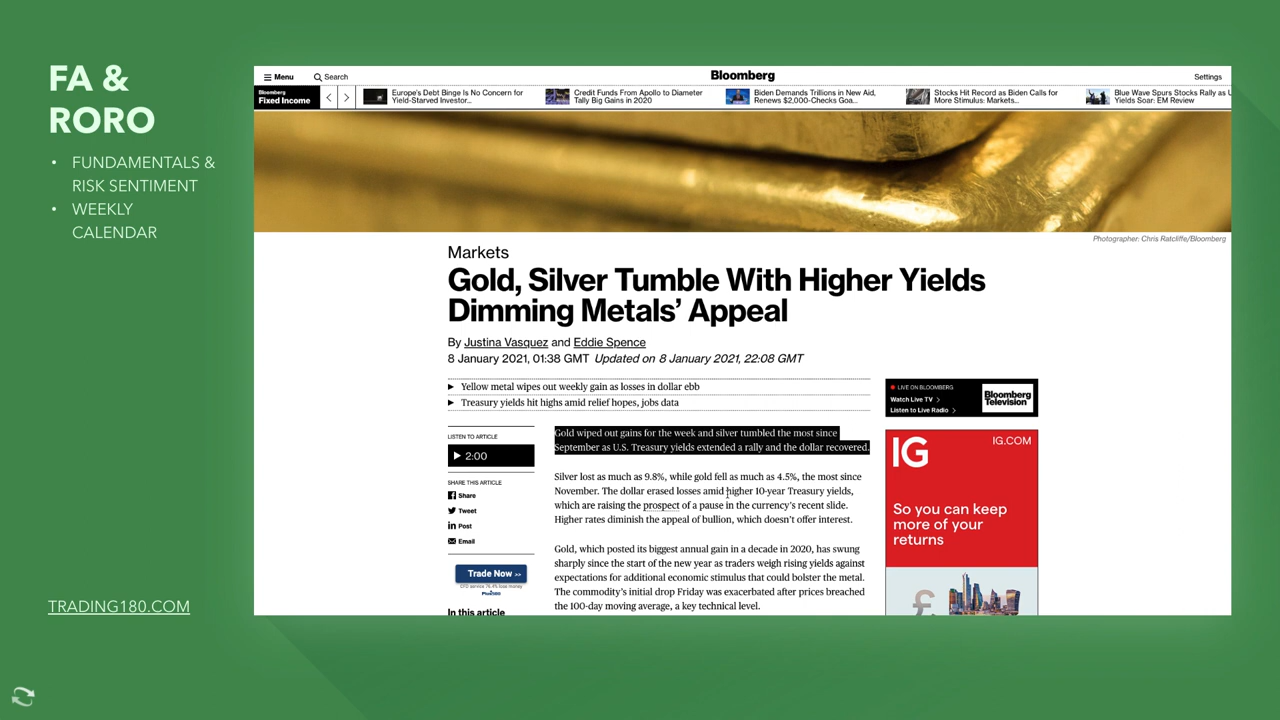 FA &
RORO
• FUNDAMENTALS &
RISK SENTIMENT
• WEEKLY
CALENDAR
TRADING180.COM
Menu
Search
Bloomberg
Settings
Bloomberg
Fixed Income
Europe's Debt Binge Is No Concern for
Yield-Starved Investor...
Credit Funds From Apollo to Diameter
Tally Big Gains in 2020
Biden Demands Trillions in New Aid,
Renews $2,000-Checks Goa...
Stocks Hit Record as Biden Calls for
More Stimulus: Markets...
Blue Wave Spurs Stocks Rally as U
Yields Soar: EM Review
Photographer: Chris Ratcliffe/Bloomberg
Markets
Gold, Silver Tumble With Higher Yields
Dimming Metals' Appeal
By Justina Vasquez and Eddie Spence
8 January 2021, 01:38 GMT Updated on 8 January 2021, 22:08 GMT
Yellow metal wipes out weekly gain as losses in dollar ebb
Treasury yields hit highs amid relief hopes, jobs data
LISTEN TO ARTICLE
2:00
SHARE THIS ARTICLE
Share
Tweet
Post
Email
Trade Now >>
CFD service 76.4% lose money
Plus500
In this article
Gold wiped out gains for the week and silver tumbled the most since
September as U.S. Treasury yields extended a rally and the dollar recovered.
Silver lost as much as 9.8%, while gold fell as much as 4.5%, the most since
November. The dollar erased losses amid higher 10-year Treasury yields,
which are raising the prospect of a pause in the currency's recent slide.
Higher rates diminish the appeal of bullion, which doesn't offer interest.
Gold, which posted its biggest annual gain in a decade in 2020, has swung
sharply since the start of the new year as traders weigh rising yields against
expectations for additional economic stimulus that could bolster the metal.
The commodity's initial drop Friday was exacerbated after prices breached
the 100-day moving average, a key technical level.
LIVE ON BLOOMBERG
Watch Live TV
Listen to Live Radio
Bloomberg
Television
IG
IG.COM
So you can keep
more of your
returns
£